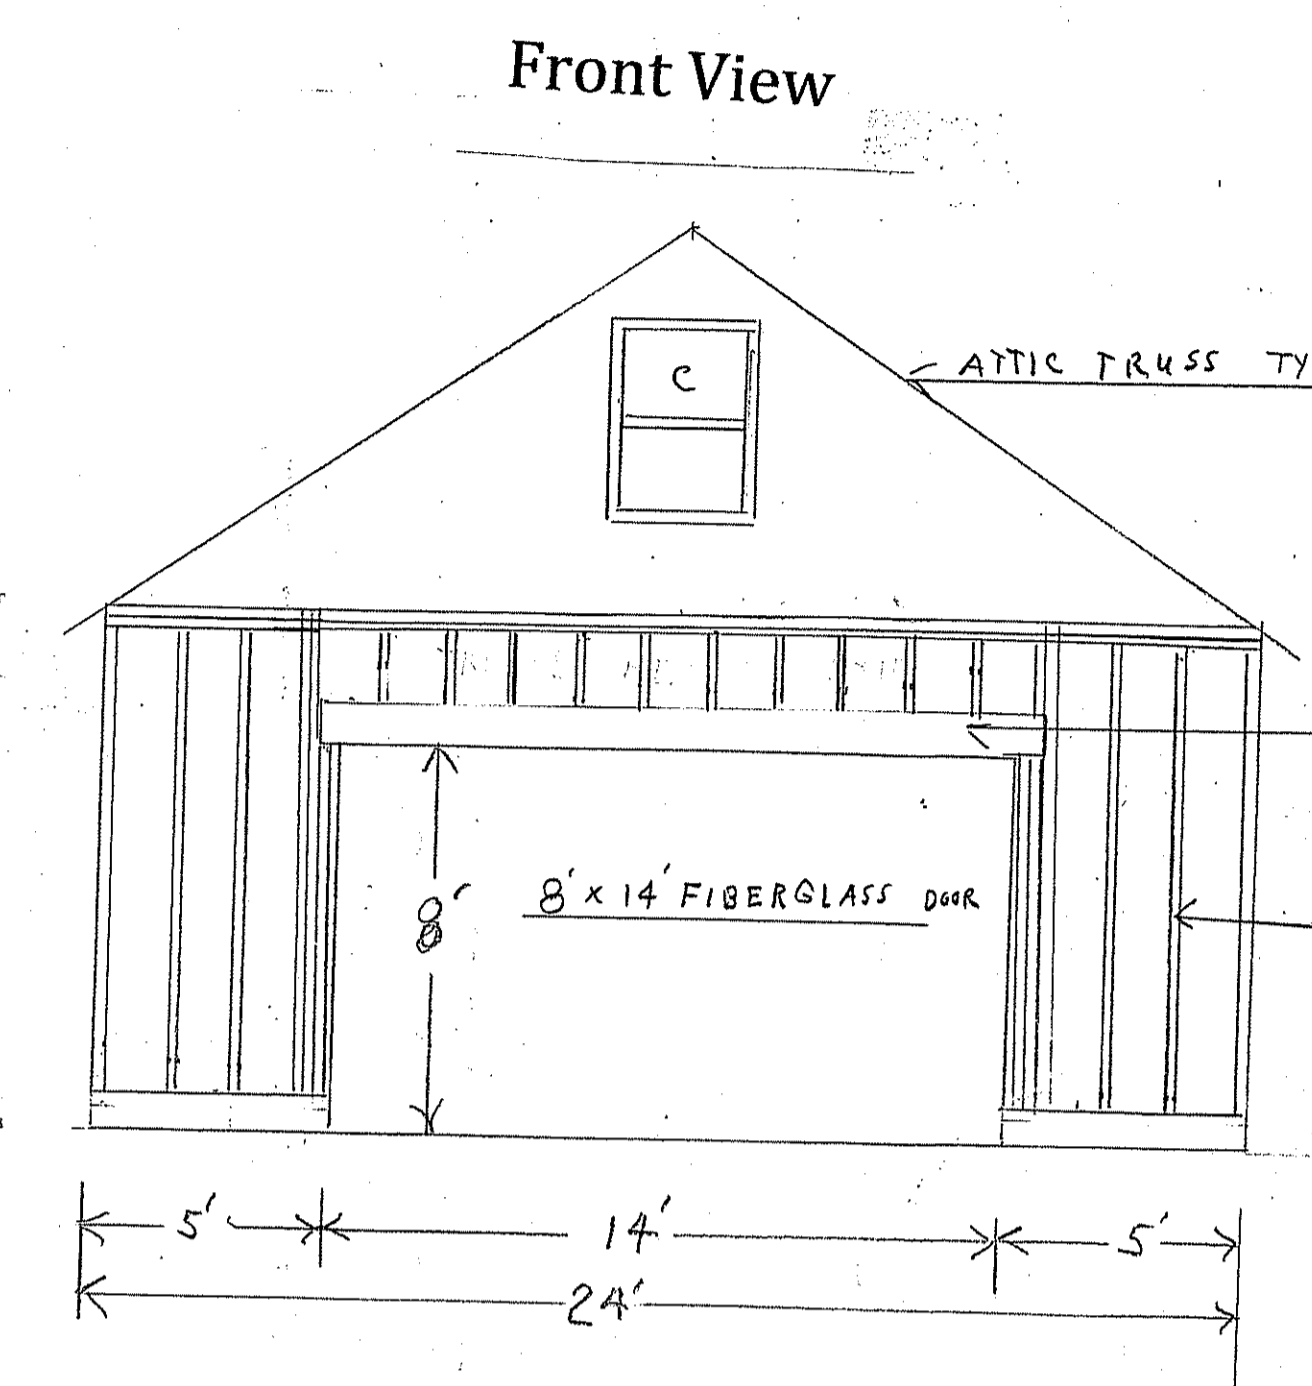 Front View
C
ATTIC TRUSS TY
8'
8' x 14' FIBERGLASS DOOR
5'
14'
5'
24'